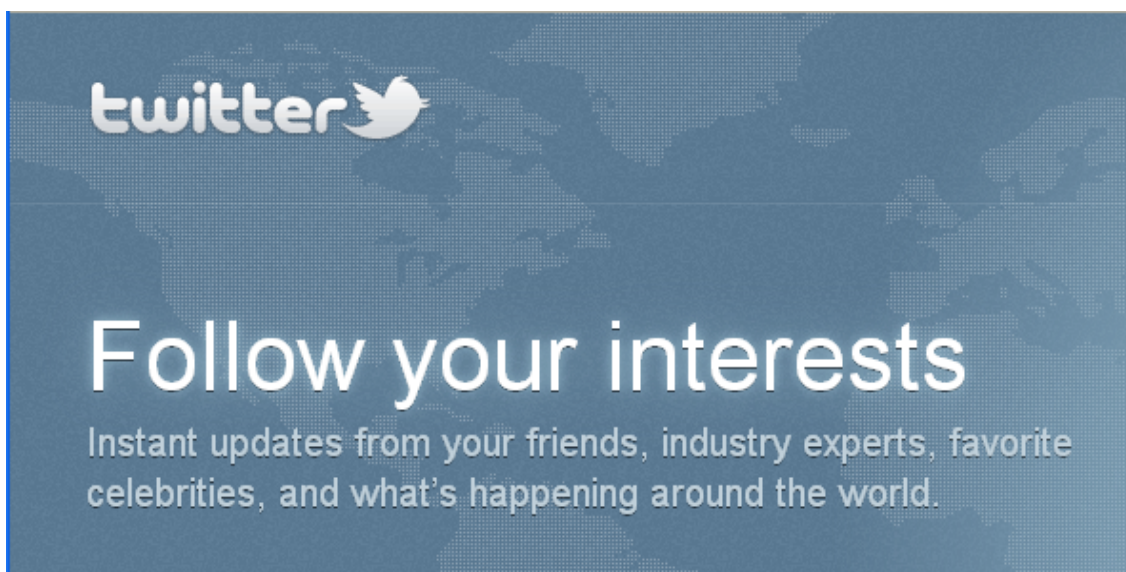 twitter
Follow your interests
Instant updates from your friends, industry experts, favorite
celebrities, and what's happening around the world.